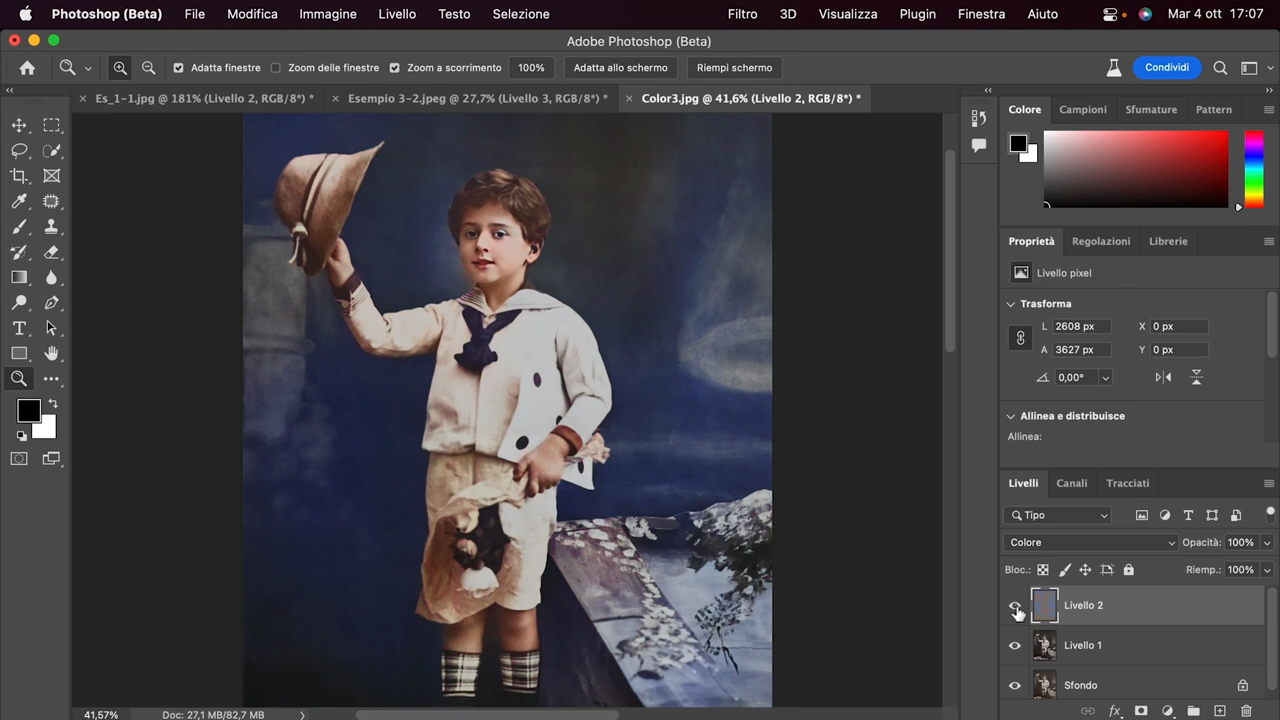 Photoshop (Beta) File Modifica Immagine Livello Testo Selezione Filtro 3D Visualizza Plugin Finestra Aiuto Mar 4 ott 17:07
Adobe Photoshop (Beta)
Adatta finestre Zoom delle finestre Zoom a scorrimento 100% Adatta allo schermo Riempi schermo Condividi
Es_1-1.jpg @ 181% (Livello 2, RGB/8*) * Esempio 3-2.jpeg @ 27,7% (Livello 3, RGB/8*) * Color3.jpg @ 41,6% (Livello 2, RGB/8*) *
Colore Campioni Sfumature Pattern
Proprietà Regolazioni Librerie
Livello pixel
Trasforma
L 2608 px X 0 px
A 3627 px Y 0 px
0,00°
Allinea e distribuisce
Allinea:
Livelli Canali Tracciati
Tipo
Colore Opacità: 100%
Bloc.: Riemp.: 100%
Livello 2
Livello 1
Sfondo
fx
41,57% Doc: 27,1 MB/82,7 MB